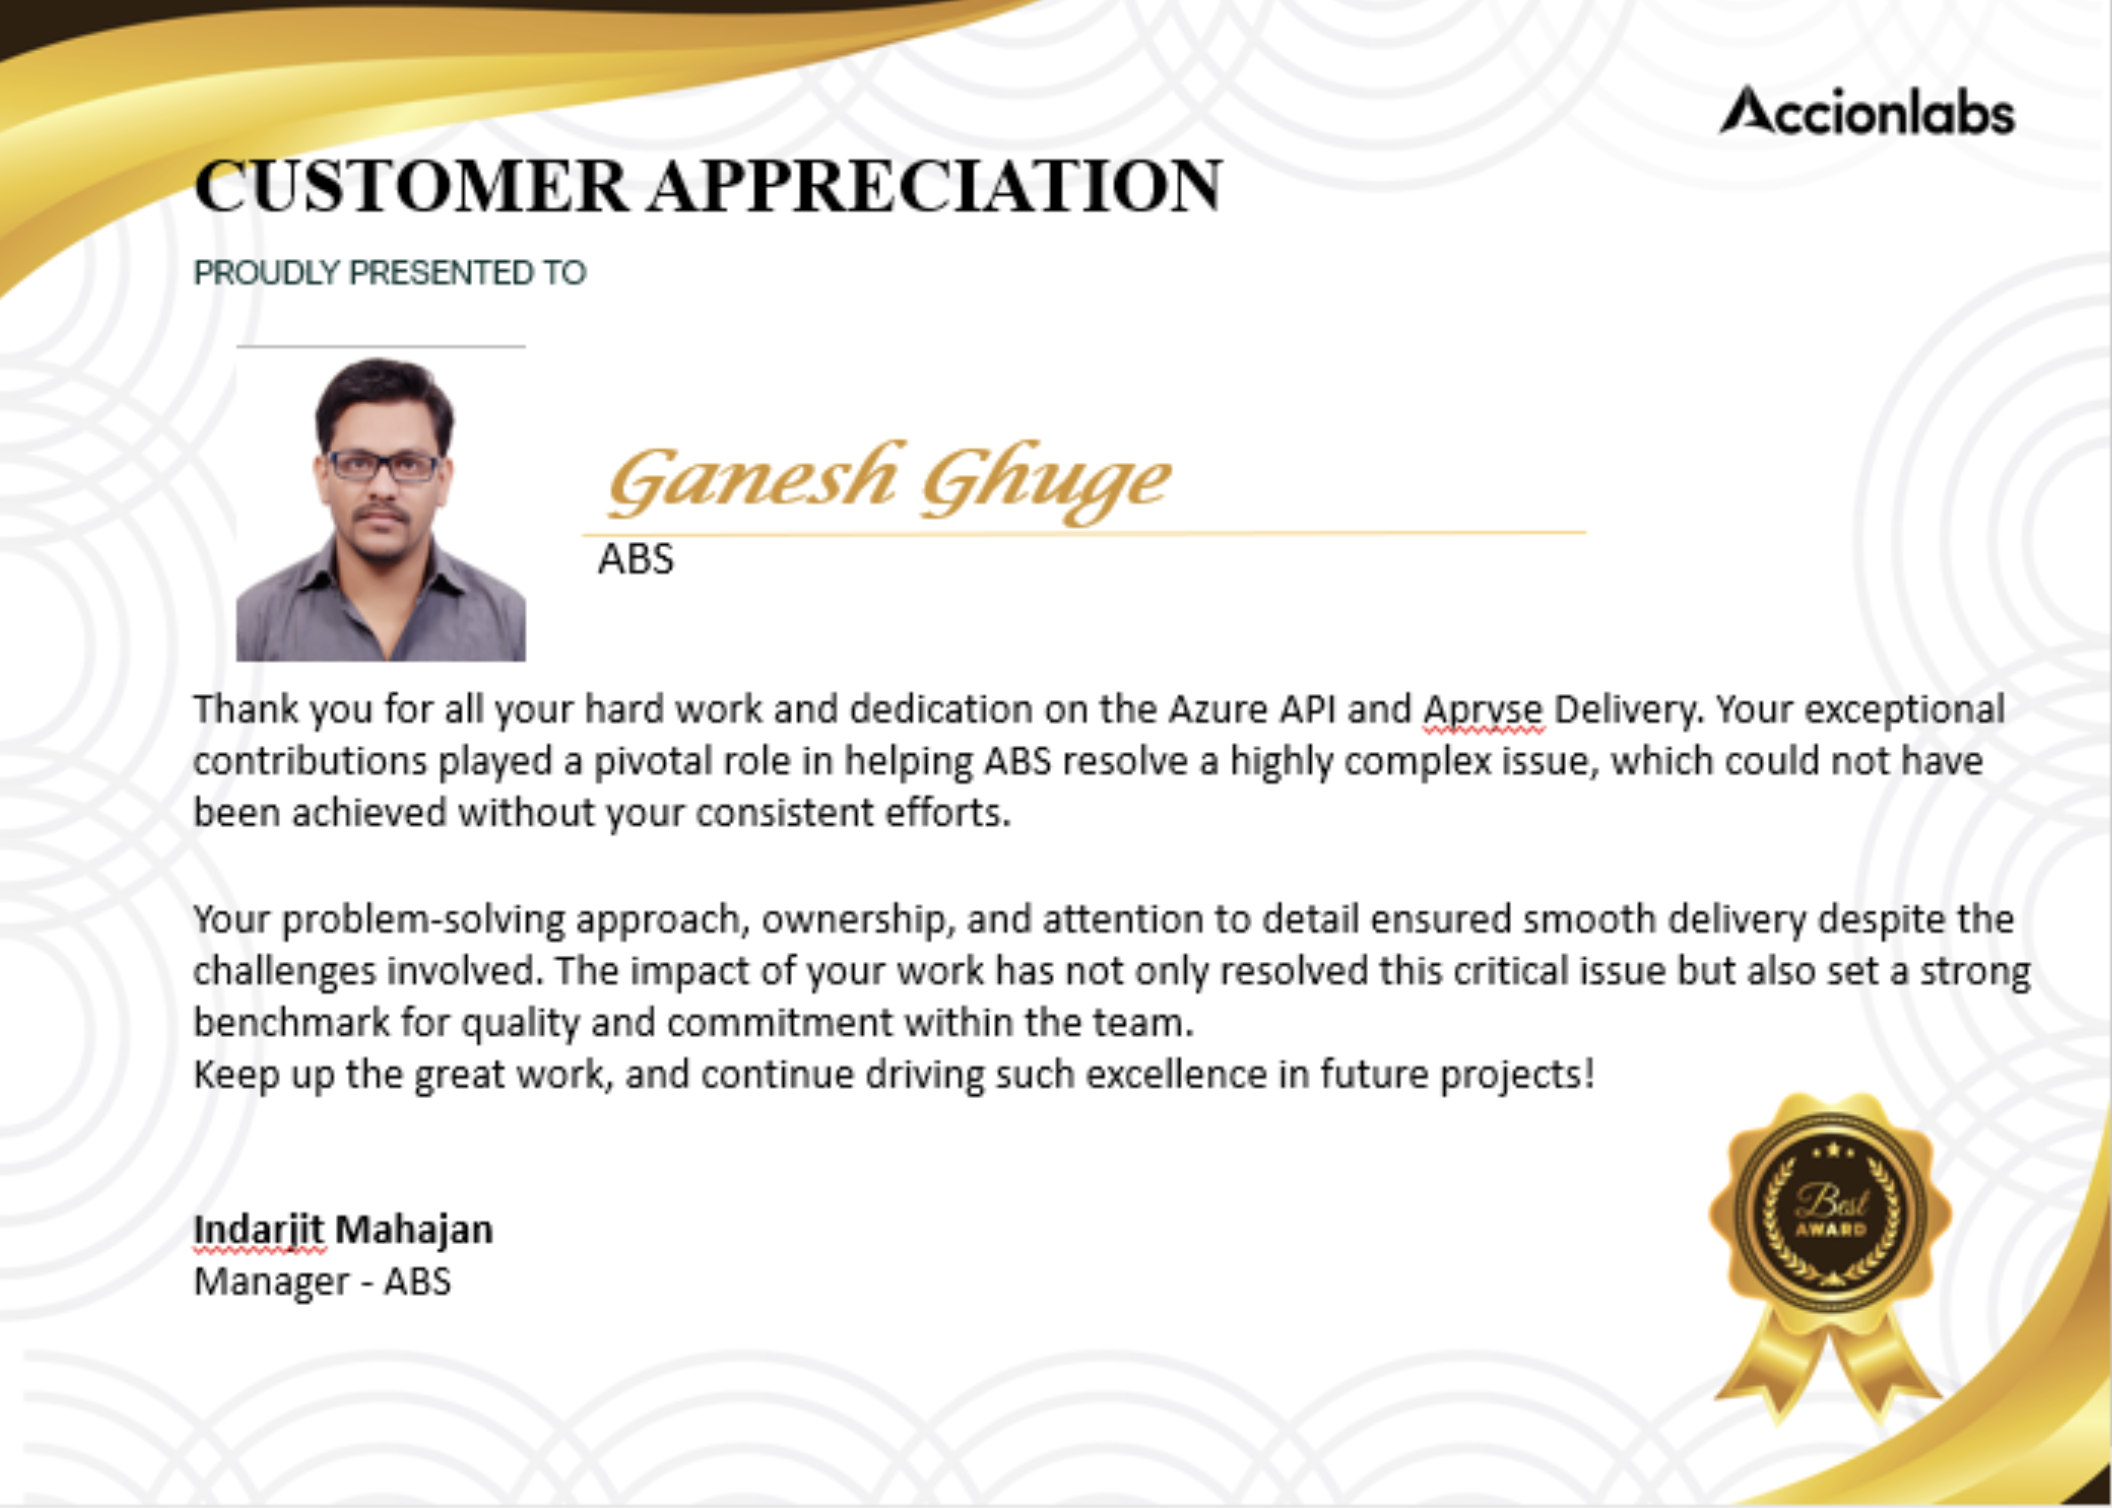 Accionlabs
CUSTOMER APPRECIATION
PROUDLY PRESENTED TO
Ganesh Ghuge
ABS
Thank you for all your hard work and dedication on the Azure API and Apryse Delivery. Your exceptional
contributions played a pivotal role in helping ABS resolve a highly complex issue, which could not have
been achieved without your consistent efforts.
Your problem-solving approach, ownership, and attention to detail ensured smooth delivery despite the
challenges involved. The impact of your work has not only resolved this critical issue but also set a strong
benchmark for quality and commitment within the team.
Keep up the great work, and continue driving such excellence in future projects!
Indarjit Mahajan
Manager - ABS
Best
AWARD